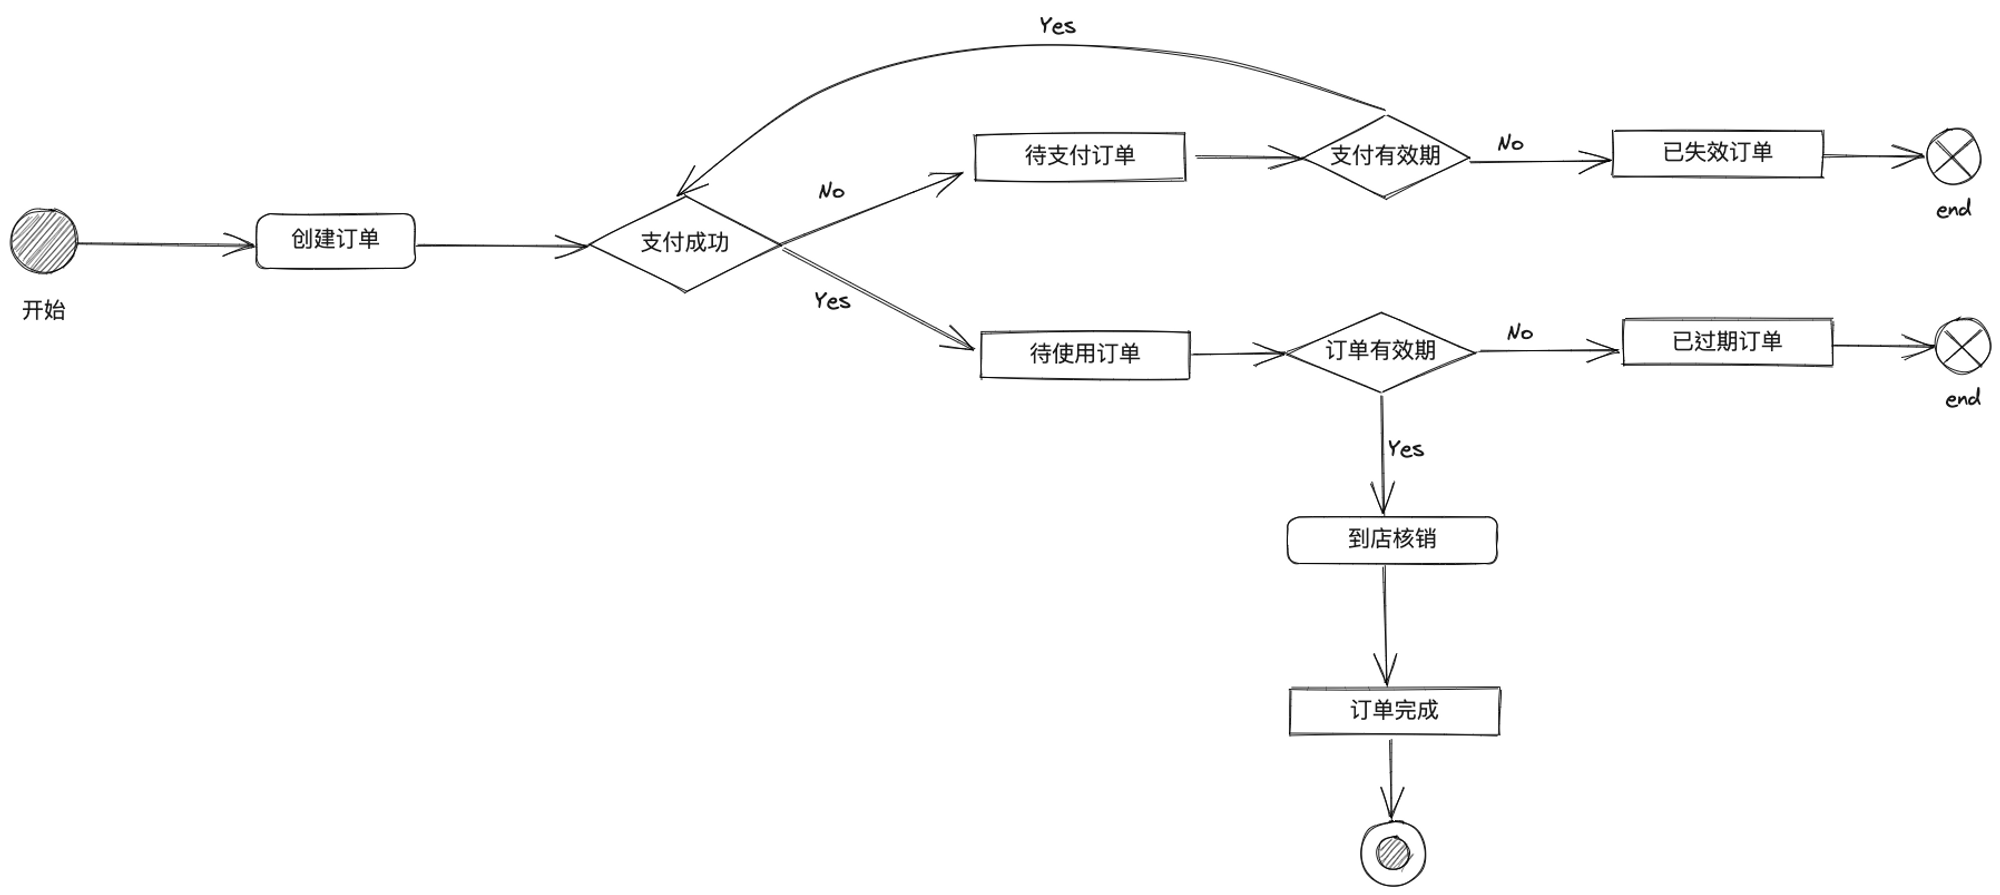 Yes
待支付订单
支付有效期
No
已失效订单
No
end
开始
创建订单
支付成功
Yes
待使用订单
订单有效期
No
已过期订单
end
Yes
到店核销
订单完成